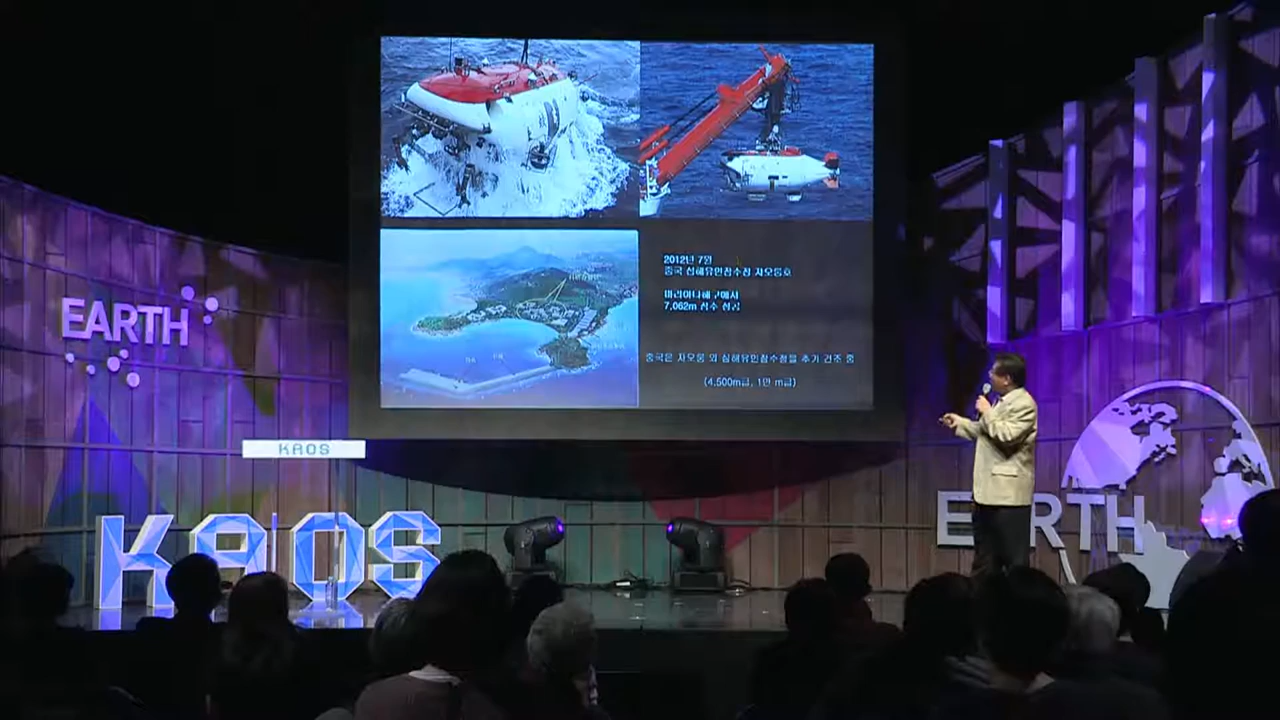 2012년 7월
중국 심해유인잠수정 자오룽호
마리아나해구에서
7,062m 잠수 성공
중국은 자오룽 외 심해유인잠수정을 추가 건조 중
(4,500m급, 1만 m급)
EARTH
KAOS
KAOS
EARTH